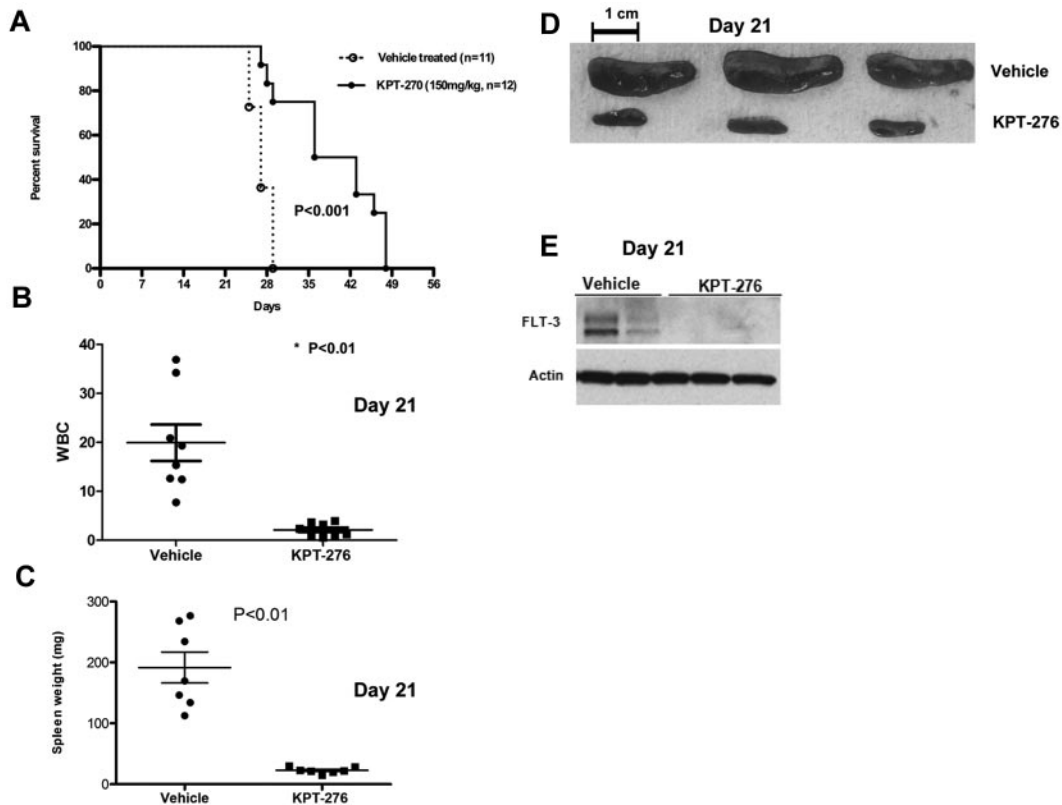 A
100
80
60
40
20
0
Percent survival
Vehicle treated (n=11)
KPT-270 (150mg/kg, n=12)
P<0.001
0 7 14 21 28 35 42 49 56
Days
B
40
30
20
10
0
WBC
* P<0.01
Day 21
Vehicle KPT-276
C
300
200
100
0
Spleen weight (mg)
P<0.01
Day 21
Vehicle KPT-276
D
1 cm
Day 21
Vehicle
KPT-276
E
Day 21
Vehicle KPT-276
FLT-3
Actin